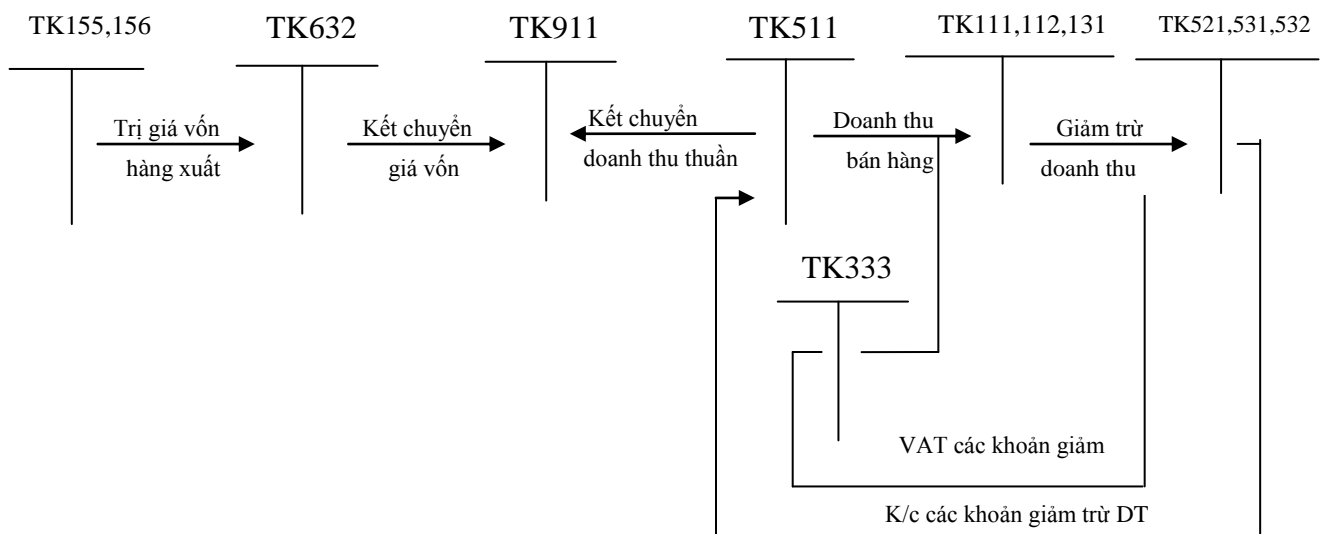 TK155,156
TK632
TK911
TK511
TK111,112,131
TK521,531,532
Trị giá vốn
hàng xuất
Kết chuyển
giá vốn
Kết chuyển
doanh thu thuần
Doanh thu
bán hàng
Giảm trừ
doanh thu
TK333
VAT các khoản giảm
K/c các khoản giảm trừ DT